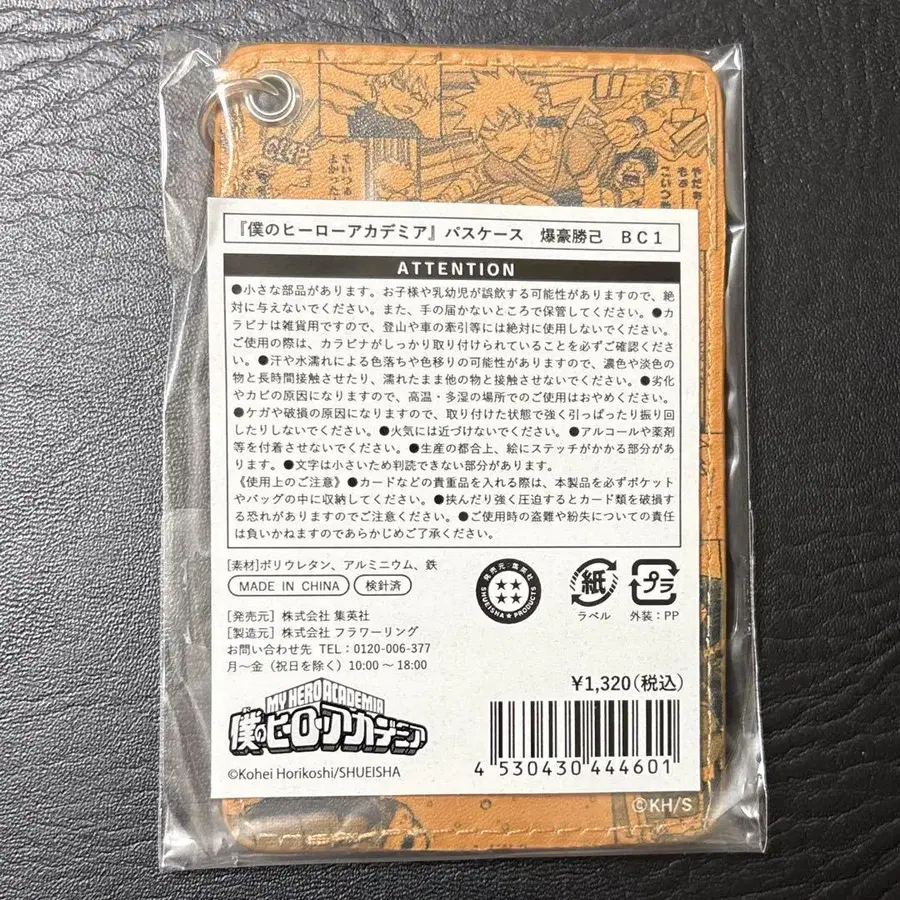 『僕のヒーローアカデミア』パスケース 爆豪勝己 BC1
ATTENTION
●小さな部品があります。お子様や乳幼児が誤飲する可能性がありますので、絶
対に与えないでください。また、手の届かないところで保管してください。●カ
ラビナは雑貨用ですので、登山や車の牽引等には絶対に使用しないでください。
ご使用の際は、カラビナがしっかり取り付けられていることを必ずご確認くださ
い。●汗や水濡れによる色落ちや色移りの可能性がありますので、濃色や淡色の
物と長時間接触させたり、濡れたまま他の物と接触させないでください。●劣化
やカビの原因になりますので、高温・多湿の場所でのご使用はおやめください。
●ケガや破損の原因になりますので、取り付けた状態で強く引っぱったり振り回
したりしないでください。●火気には近づけないでください。●アルコールや薬剤
等を付着させないでください。●生産の都合上、絵にステッチがかかる部分があり
ます。●文字は小さいため判読できない部分があります。
《使用上のご注意》●カードなどの貴重品を入れる際は、本製品を必ずポケット
やバッグの中に収納してください。●挟んだり強く圧迫するとカード類を破損す
る恐れがありますのでご注意ください。●ご使用時の盗難や紛失についての責任
は負いかねますのであらかじめご了承ください。
[素材]ポリウレタン、アルミニウム、鉄
MADE IN CHINA 検針済
発売元 集英社
SHUEISHA★PRODUCTS
紙
ラベル
プラ
外装:PP
[発売元] 株式会社 集英社
[製造元] 株式会社 フラワーリング
お問い合わせ先 TEL:0120-006-377
月〜金(祝日を除く)10:00〜18:00
¥1,320(税込)
MY HERO ACADEMIA
僕のヒーローアカデミア
©Kohei Horikoshi/SHUEISHA
4 530430 444601
©KH/S